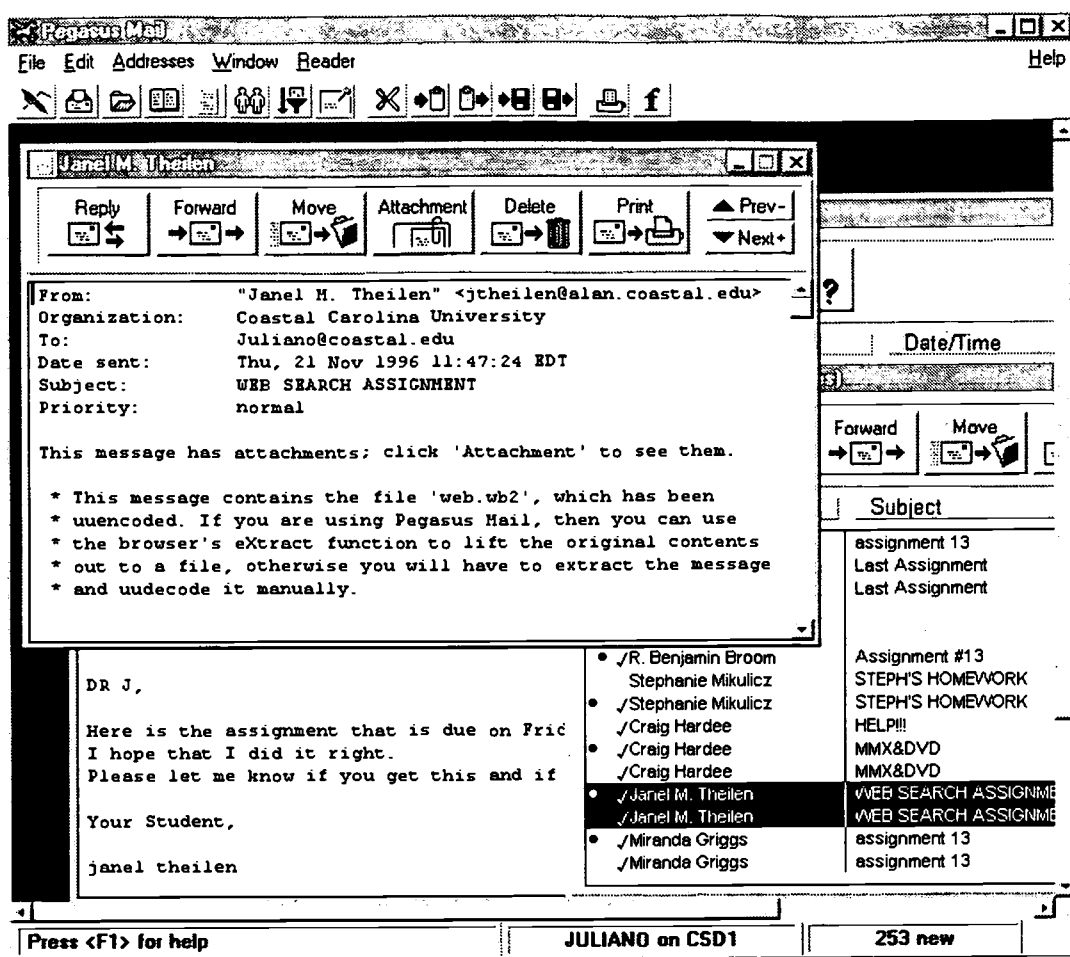 Pegasus Mail
File Edit Addresses Window Reader Help
f
Janel M. Theilen
Reply Forward Move Attachment Delete Print Prev-
Next+
From: "Janel M. Theilen" <jtheilen@alan.coastal.edu>
Organization: Coastal Carolina University
To: Juliano@coastal.edu
Date sent: Thu, 21 Nov 1996 11:47:24 EDT
Subject: WEB SEARCH ASSIGNMENT
Priority: normal
This message has attachments; click 'Attachment' to see them.
* This message contains the file 'web.wb2', which has been
* uuencoded. If you are using Pegasus Mail, then you can use
* the browser's eXtract function to lift the original contents
* out to a file, otherwise you will have to extract the message
* and uudecode it manually.
?
Date/Time
Forward Move
Subject
assignment 13
Last Assignment
Last Assignment
R. Benjamin Broom Assignment #13
Stephanie Mikulicz STEPH'S HOMEWORK
Stephanie Mikulicz STEPH'S HOMEWORK
Craig Hardee HELP!!!
Craig Hardee MMX&DVD
Craig Hardee MMX&DVD
Janel M. Theilen WEB SEARCH ASSIGNME
Janel M. Theilen WEB SEARCH ASSIGNME
Miranda Griggs assignment 13
Miranda Griggs assignment 13
DR J,
Here is the assignment that is due on Fric
I hope that I did it right.
Please let me know if you get this and if
Your Student,
janel theilen
Press <F1> for help JULIANO on CSD1 253 new